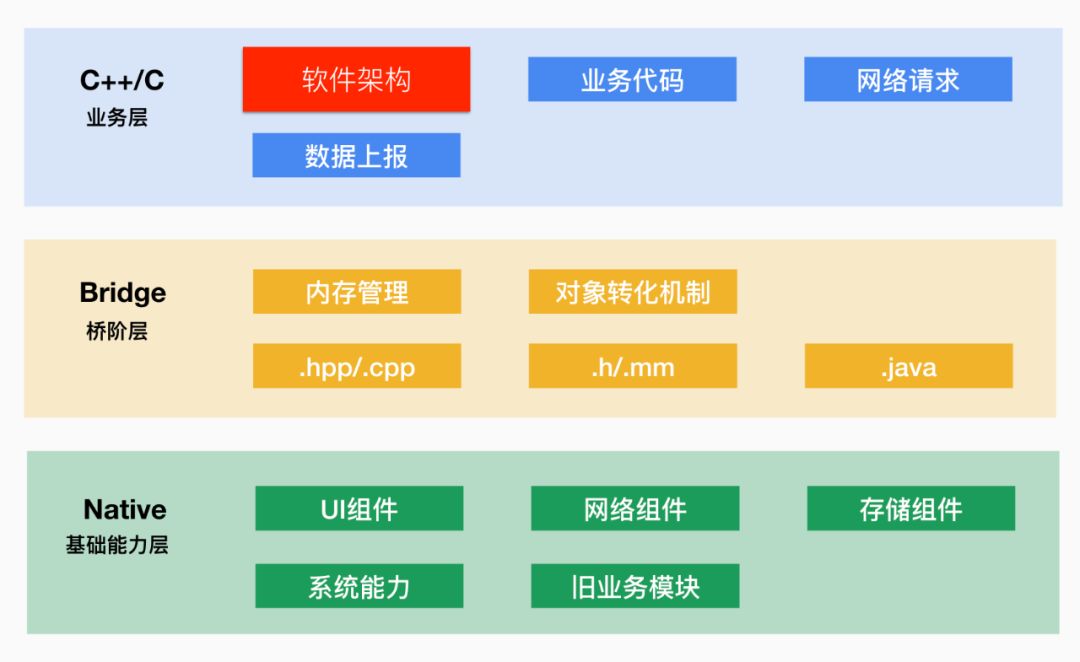 C++/C
业务层
软件架构
业务代码
网络请求
数据上报
Bridge
桥阶层
内存管理
对象转化机制
.hpp/.cpp
.h/.mm
.java
Native
基础能力层
UI组件
网络组件
存储组件
系统能力
旧业务模块